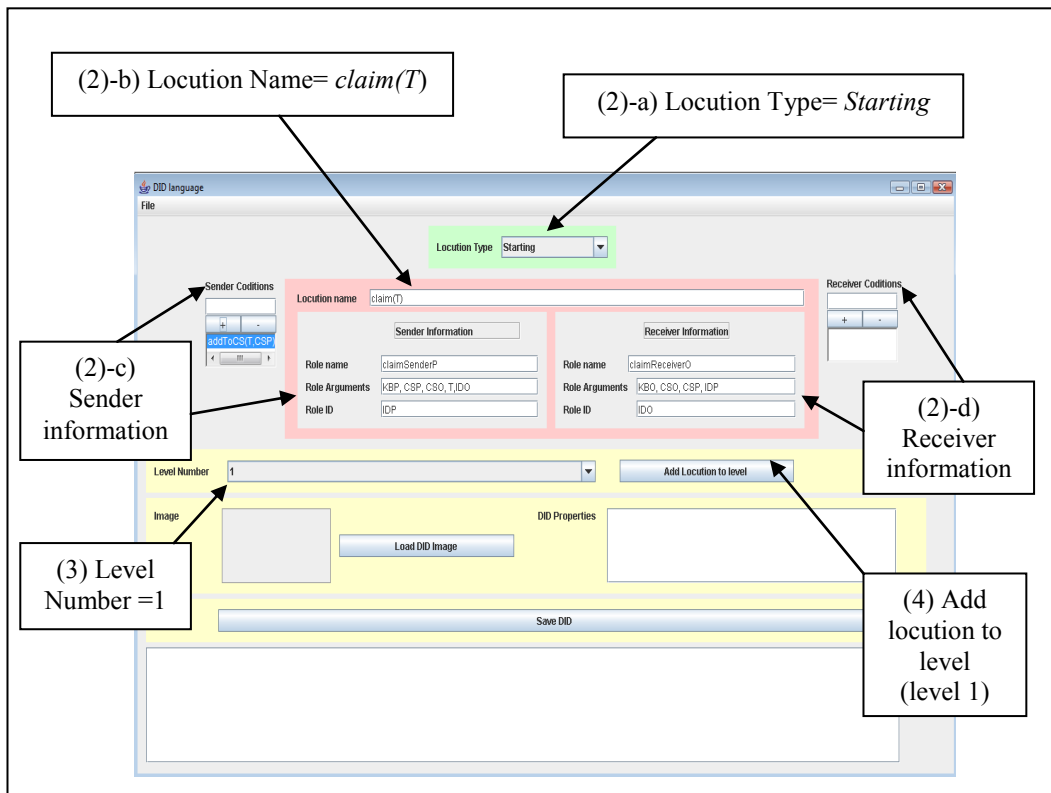 (2)-b) Locution Name= claim(T)
(2)-a) Locution Type= Starting
DID language
File
Locution Type Starting
Sender Coditions
Receiver Coditions
Locution name claim(T)
+ -
+ -
addToCS(T,CSP)
Sender Information
Receiver Information
Role name claimSenderP
Role name claimReceiverO
Role Arguments KBP, CSP, CSO, T,IDO
Role Arguments KBO, CSO, CSP, IDP
Role ID IDP
Role ID IDO
(2)-c)
Sender
information
(2)-d)
Receiver
information
Level Number 1
Add Locution to level
Image
Load DID Image
DID Properties
(3) Level
Number =1
Save DID
(4) Add
locution to
level
(level 1)